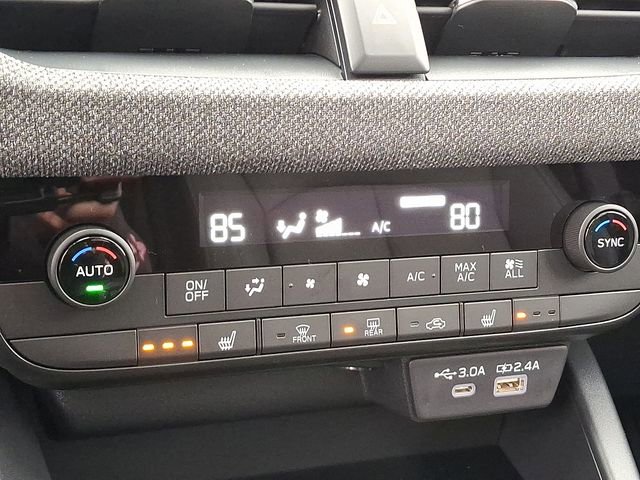 85
A/C
80
AUTO
SYNC
ON/
OFF
A/C
MAX
A/C
ALL
FRONT
REAR
3.0A
2.4A